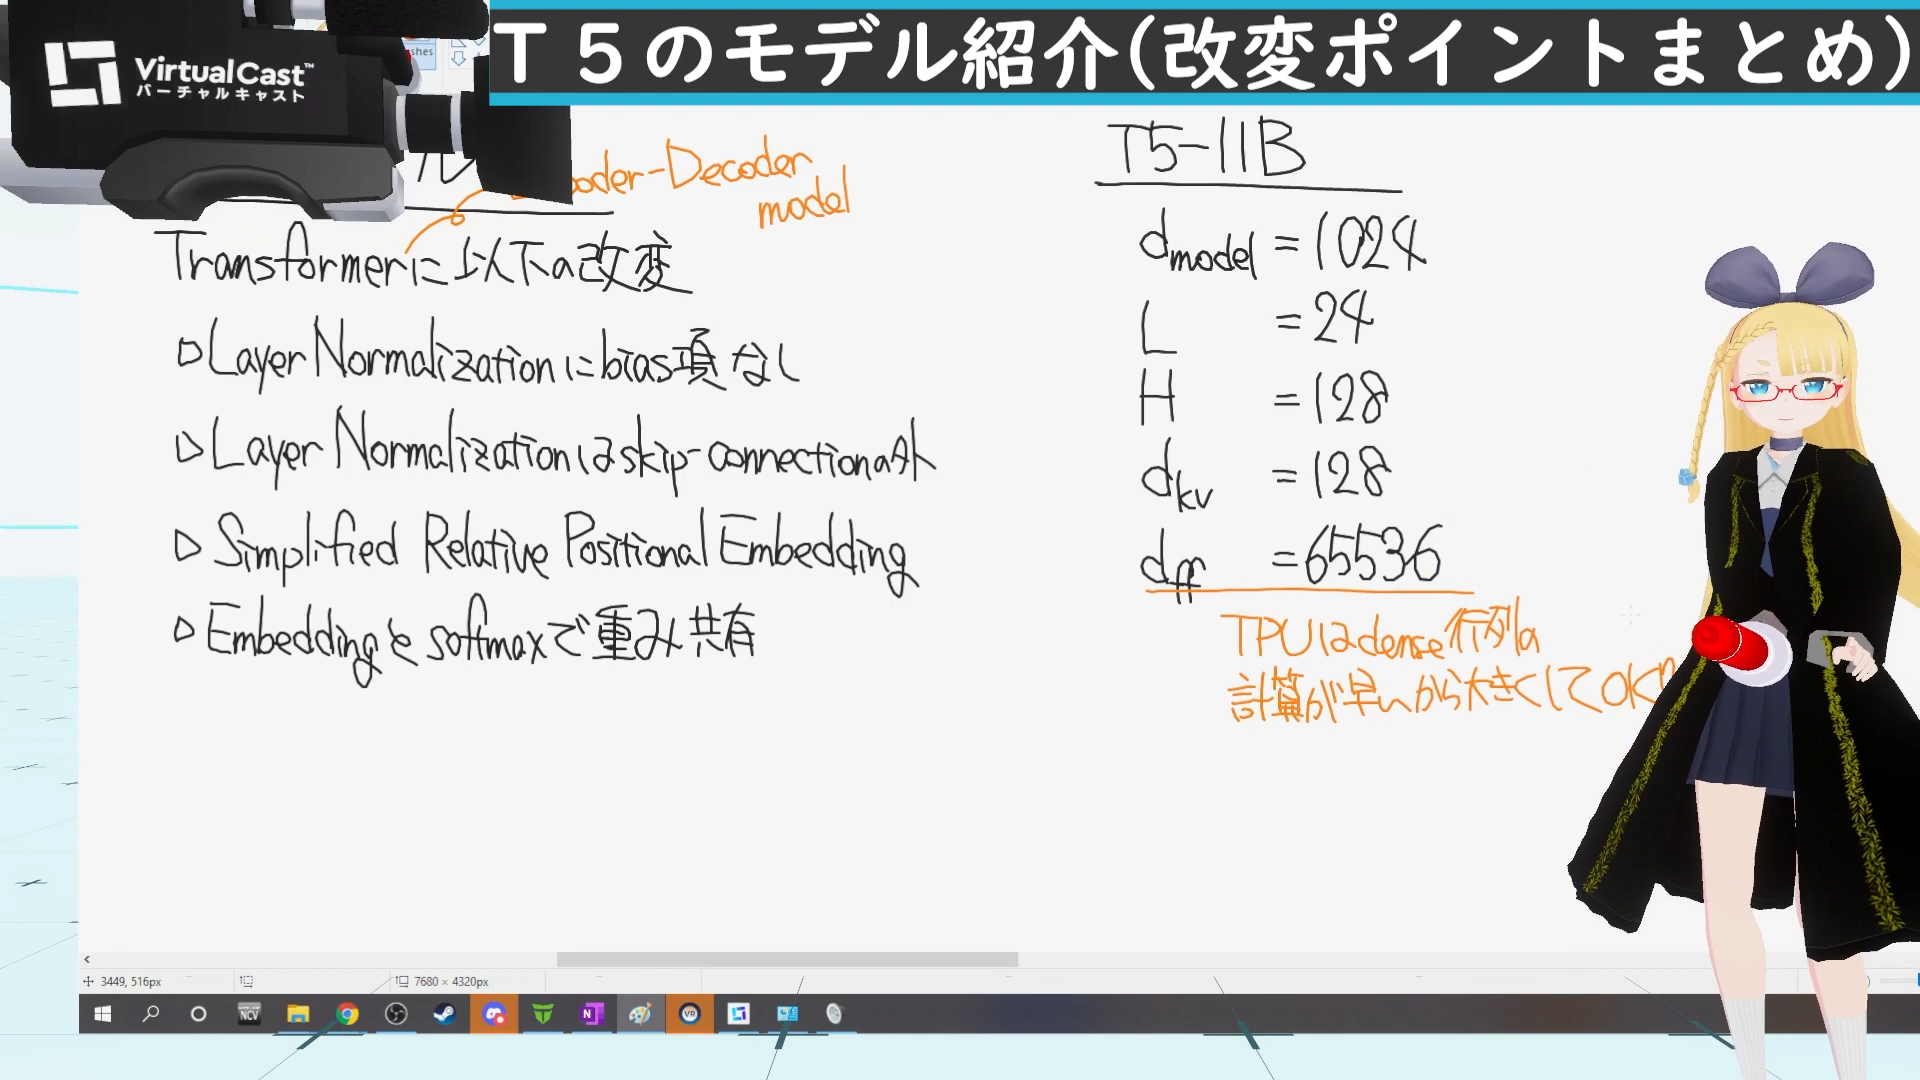 T5のモデル紹介(改変ポイントまとめ)
VirtualCast™
バーチャルキャスト
shes
oder-Decoder
model
Transformerに以下の改変
▷Layer Normalizationにbias項なし
▷Layer Normalizationはskip-connectionの外
▷Simplified Relative Positional Embedding
▷Embeddingとsoftmaxで重み共有
T5-11B
dmodel = 1024
L = 24
H = 128
dkv = 128
dff = 65536
TPUはdense行列の
計算が早いから大きくしてOK
3449, 516px
7680 × 4320px
NCV
N
VR